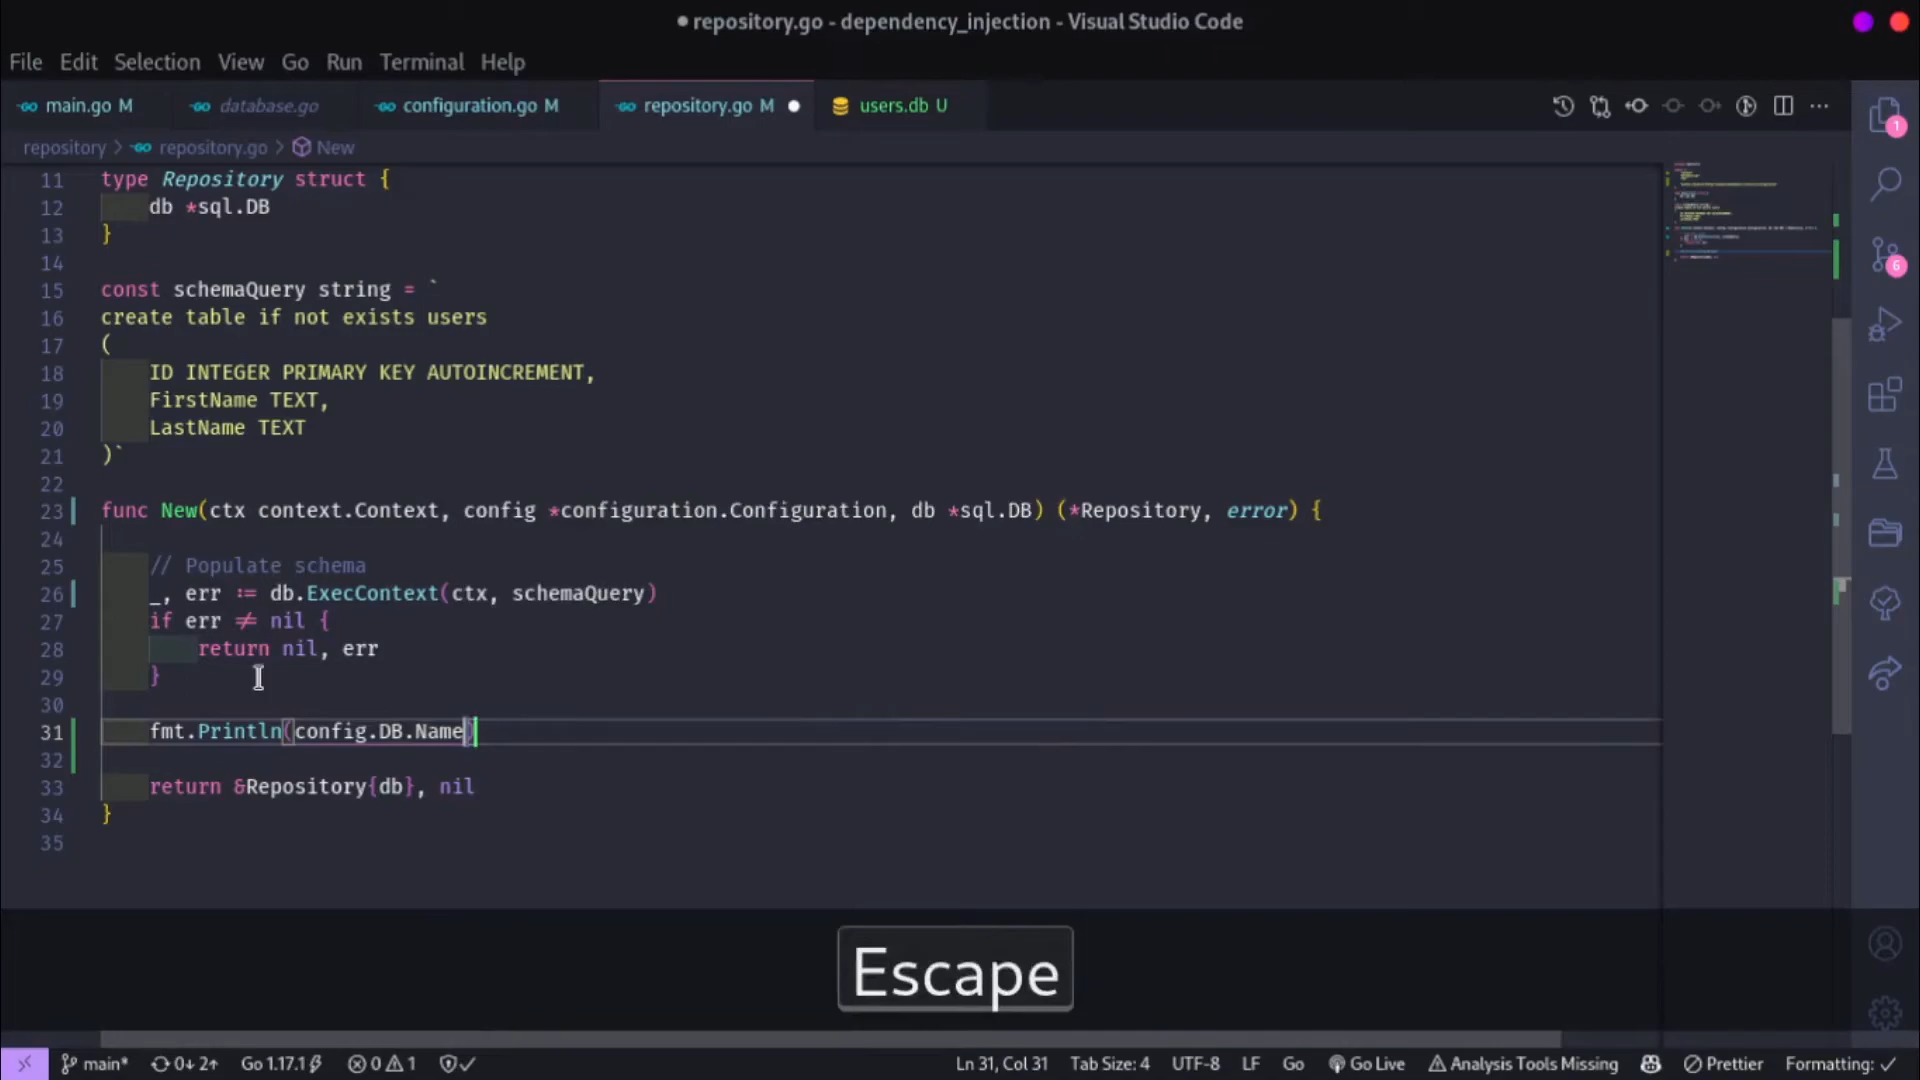 repository.go - dependency_injection - Visual Studio Code
File Edit Selection View Go Run Terminal Help
main.go M database.go configuration.go M repository.go M users.db U
repository > repository.go > New
11 type Repository struct {
12 db *sql.DB
13 }
14
15 const schemaQuery string = `
16 create table if not exists users
17 (
18 ID INTEGER PRIMARY KEY AUTOINCREMENT,
19 FirstName TEXT,
20 LastName TEXT
21 )`
22
23 func New(ctx context.Context, config *configuration.Configuration, db *sql.DB) (*Repository, error) {
24
25 // Populate schema
26 _, err := db.ExecContext(ctx, schemaQuery)
27 if err ≠ nil {
28 return nil, err
29 }
30
31 fmt.Println(config.DB.Name)
32
33 return &Repository{db}, nil
34 }
35
1
6
Escape
main* 0↓ 2↑ Go 1.17.1 0 1 Ln 31, Col 31 Tab Size: 4 UTF-8 LF Go Go Live Analysis Tools Missing Prettier Formatting: ✓